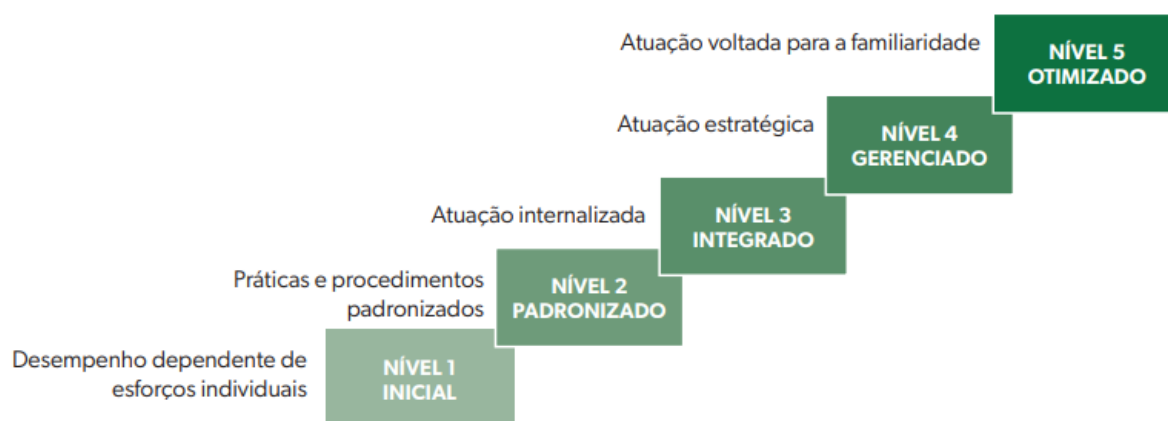 Atuação voltada para a familiaridade
NÍVEL 5
OTIMIZADO
Atuação estratégica
NÍVEL 4
GERENCIADO
Atuação internalizada
NÍVEL 3
INTEGRADO
Práticas e procedimentos
padronizados
NÍVEL 2
PADRONIZADO
Desempenho dependente de
esforços individuais
NÍVEL 1
INICIAL